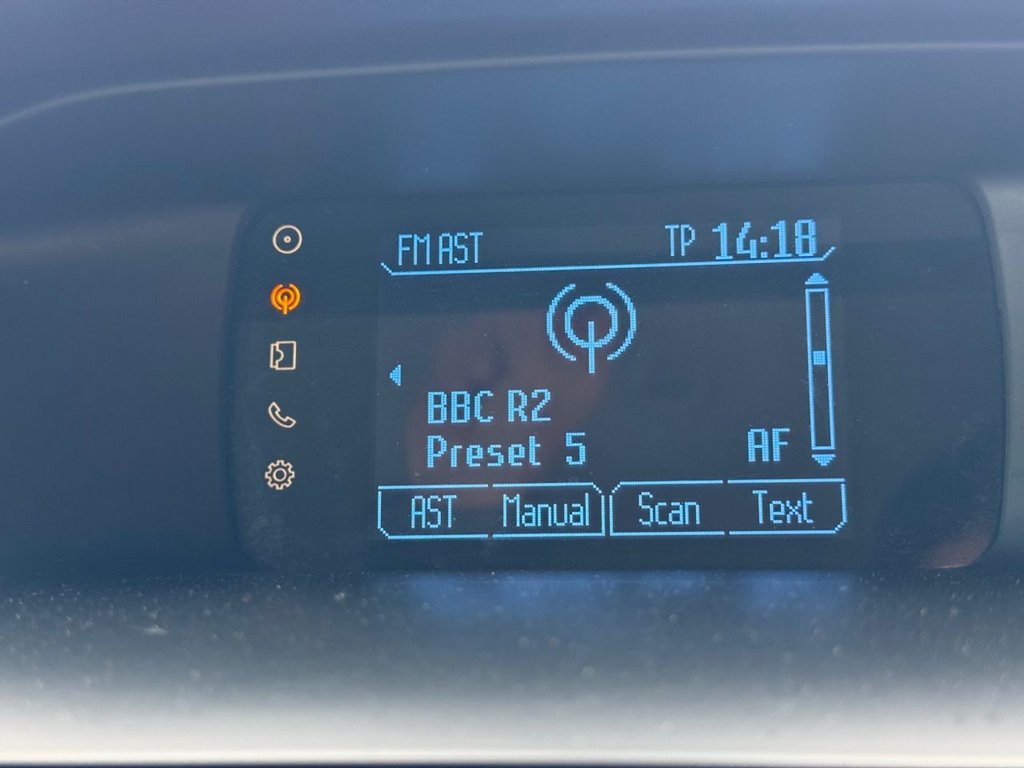 FM AST TP 14:18
BBC R2
Preset 5 AF
AST Manual Scan Text